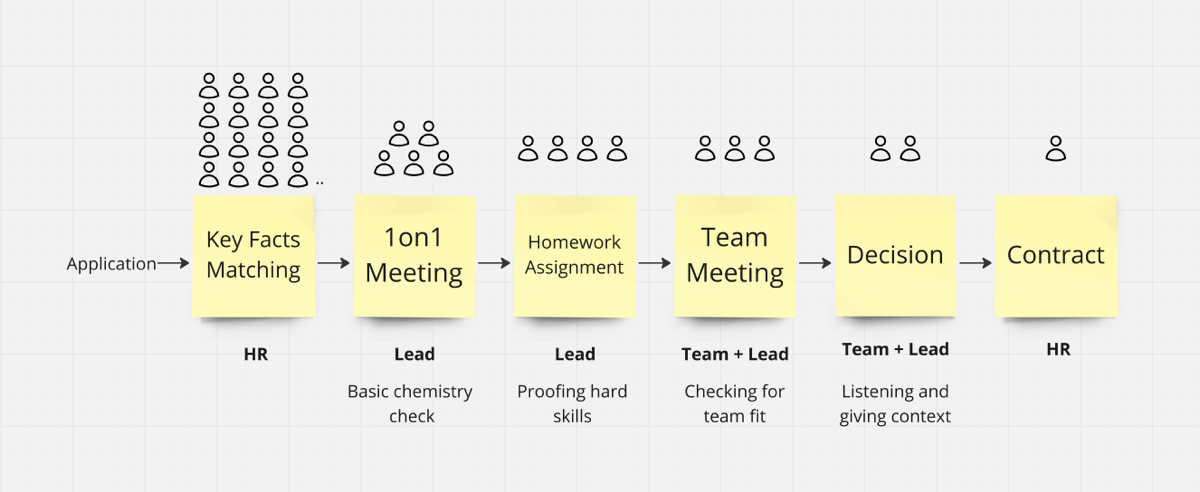 ..
Application
Key Facts
Matching
1on1
Meeting
Homework
Assignment
Team
Meeting
Decision
Contract
HR
Lead
Basic chemistry
check
Lead
Proofing hard
skills
Team + Lead
Checking for
team fit
Team + Lead
Listening and
giving context
HR